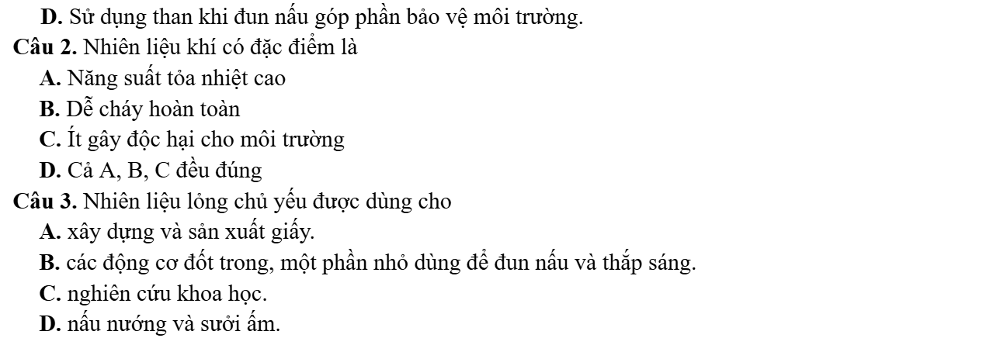 D. Sử dụng than khi đun nấu góp phần bảo vệ môi trường.
Câu 2. Nhiên liệu khí có đặc điểm là
A. Năng suất tỏa nhiệt cao
B. Dễ cháy hoàn toàn
C. Ít gây độc hại cho môi trường
D. Cả A, B, C đều đúng
Câu 3. Nhiên liệu lỏng chủ yếu được dùng cho
A. xây dựng và sản xuất giấy.
B. các động cơ đốt trong, một phần nhỏ dùng để đun nấu và thắp sáng.
C. nghiên cứu khoa học.
D. nấu nướng và sưởi ấm.